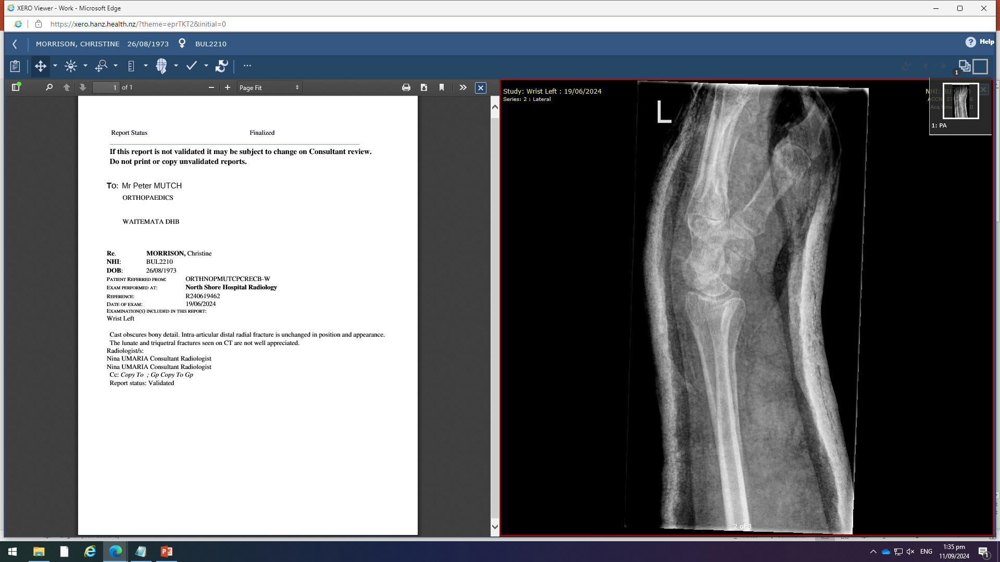 XERO Viewer - Work - Microsoft Edge
https://xero.hanz.health.nz/?theme=eprTKT2&initial=0
MORRISON, CHRISTINE 26/08/1973 BUL2210
Help
1
1 of 1
Page Fit
Report Status Finalized
If this report is not validated it may be subject to change on Consultant review.
Do not print or copy unvalidated reports.
To: Mr Peter MUTCH
ORTHOPAEDICS
WAITEMATA DHB
Re. MORRISON, Christine
NHI: BUL2210
DOB: 26/08/1973
PATIENT REFERRED FROM: ORTHNOPMUTCPCRECB-W
EXAM PERFORMED AT: North Shore Hospital Radiology
REFERENCE: R240619462
DATE OF EXAM: 19/06/2024
EXAMINATION(S) INCLUDED IN THIS REPORT:
Wrist Left
Cast obscures bony detail. Intra-articular distal radial fracture is unchanged in position and appearance.
The lunate and triquetral fractures seen on CT are not well appreciated.
Radiologist/s:
Nina UMARIA Consultant Radiologist
Nina UMARIA Consultant Radiologist
Cc: Copy To ; Gp Copy To Gp
Report status: Validated
Study: Wrist Left : 19/06/2024
Series: 2 : Lateral
L
NHI:
1: PA
2 of 3
ENG
1:35 pm
11/09/2024
1